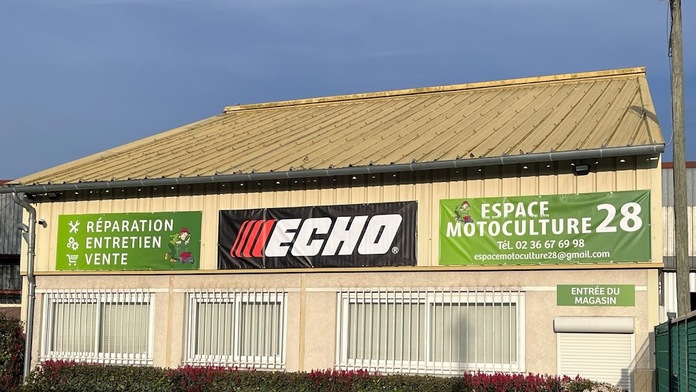 RÉPARATION
ENTRETIEN
VENTE
ECHO®
ESPACE
MOTOCULTURE 28
Tél. 02 36 67 69 98
espacemotoculture28@gmail.com
ENTRÉE DU
MAGASIN